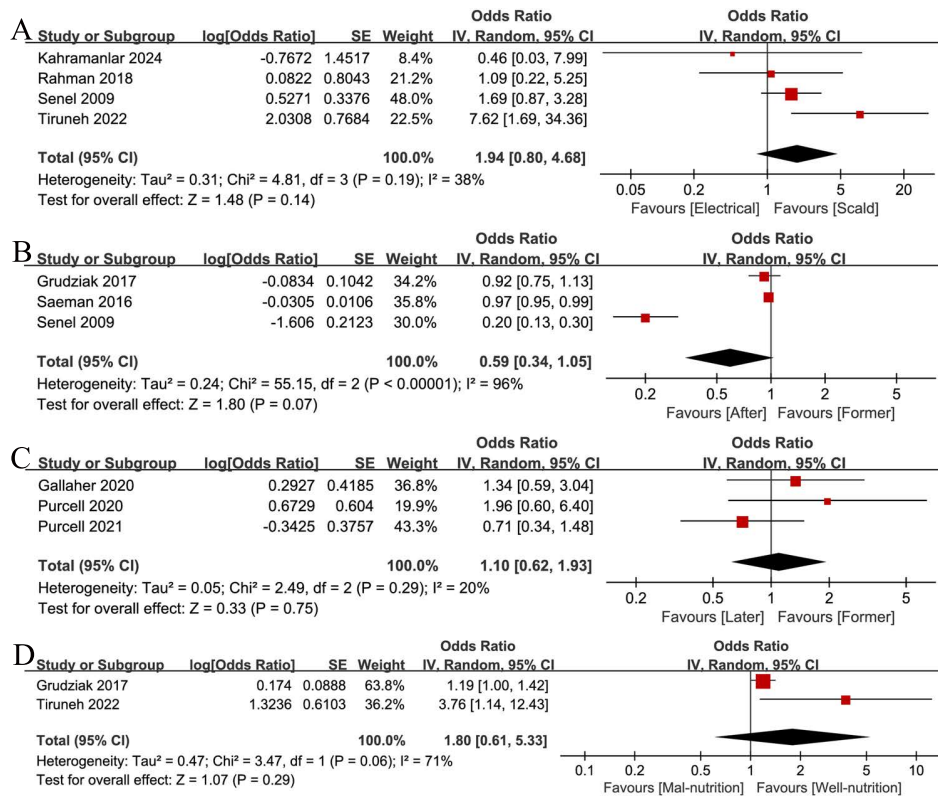 A
Odds Ratio Odds Ratio
Study or Subgroup log[Odds Ratio] SE Weight IV, Random, 95% CI IV, Random, 95% CI
Kahramanlar 2024 -0.7672 1.4517 8.4% 0.46 [0.03, 7.99]
Rahman 2018 0.0822 0.8043 21.2% 1.09 [0.22, 5.25]
Senel 2009 0.5271 0.3376 48.0% 1.69 [0.87, 3.28]
Tiruneh 2022 2.0308 0.7684 22.5% 7.62 [1.69, 34.36]
Total (95% CI) 100.0% 1.94 [0.80, 4.68]
Heterogeneity: Tau² = 0.31; Chi² = 4.81, df = 3 (P = 0.19); I² = 38%
Test for overall effect: Z = 1.48 (P = 0.14)
0.05 0.2 1 5 20
Favours [Electrical] Favours [Scald]
B
Odds Ratio Odds Ratio
Study or Subgroup log[Odds Ratio] SE Weight IV, Random, 95% CI IV, Random, 95% CI
Grudziak 2017 -0.0834 0.1042 34.2% 0.92 [0.75, 1.13]
Saeman 2016 -0.0305 0.0106 35.8% 0.97 [0.95, 0.99]
Senel 2009 -1.606 0.2123 30.0% 0.20 [0.13, 0.30]
Total (95% CI) 100.0% 0.59 [0.34, 1.05]
Heterogeneity: Tau² = 0.24; Chi² = 55.15, df = 2 (P < 0.00001); I² = 96%
Test for overall effect: Z = 1.80 (P = 0.07)
0.2 0.5 1 2 5
Favours [After] Favours [Former]
C
Odds Ratio Odds Ratio
Study or Subgroup log[Odds Ratio] SE Weight IV, Random, 95% CI IV, Random, 95% CI
Gallaher 2020 0.2927 0.4185 36.8% 1.34 [0.59, 3.04]
Purcell 2020 0.6729 0.604 19.9% 1.96 [0.60, 6.40]
Purcell 2021 -0.3425 0.3757 43.3% 0.71 [0.34, 1.48]
Total (95% CI) 100.0% 1.10 [0.62, 1.93]
Heterogeneity: Tau² = 0.05; Chi² = 2.49, df = 2 (P = 0.29); I² = 20%
Test for overall effect: Z = 0.33 (P = 0.75)
0.2 0.5 1 2 5
Favours [Later] Favours [Former]
D
Odds Ratio Odds Ratio
Study or Subgroup log[Odds Ratio] SE Weight IV, Random, 95% CI IV, Random, 95% CI
Grudziak 2017 0.174 0.0888 63.8% 1.19 [1.00, 1.42]
Tiruneh 2022 1.3236 0.6103 36.2% 3.76 [1.14, 12.43]
Total (95% CI) 100.0% 1.80 [0.61, 5.33]
Heterogeneity: Tau² = 0.47; Chi² = 3.47, df = 1 (P = 0.06); I² = 71%
Test for overall effect: Z = 1.07 (P = 0.29)
0.1 0.2 0.5 1 2 5 10
Favours [Mal-nutrition] Favours [Well-nutrition]